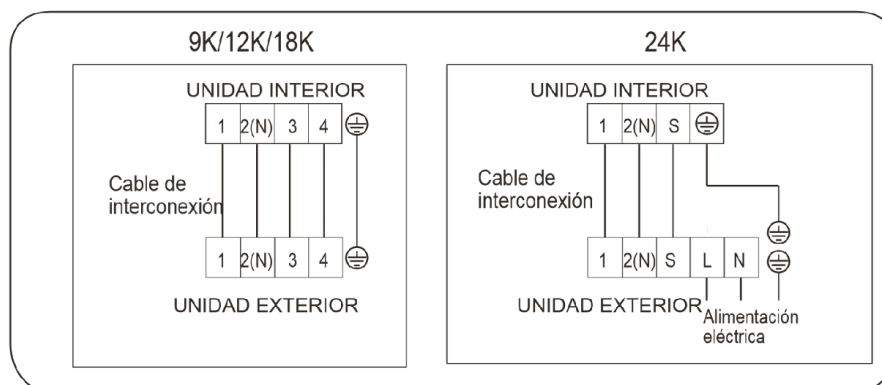 9K/12K/18K
UNIDAD INTERIOR
1 2(N) 3 4
Cable de
interconexión
1 2(N) 3 4
UNIDAD EXTERIOR
24K
UNIDAD INTERIOR
1 2(N) S
Cable de
interconexión
1 2(N) S L N
UNIDAD EXTERIOR
Alimentación
eléctrica